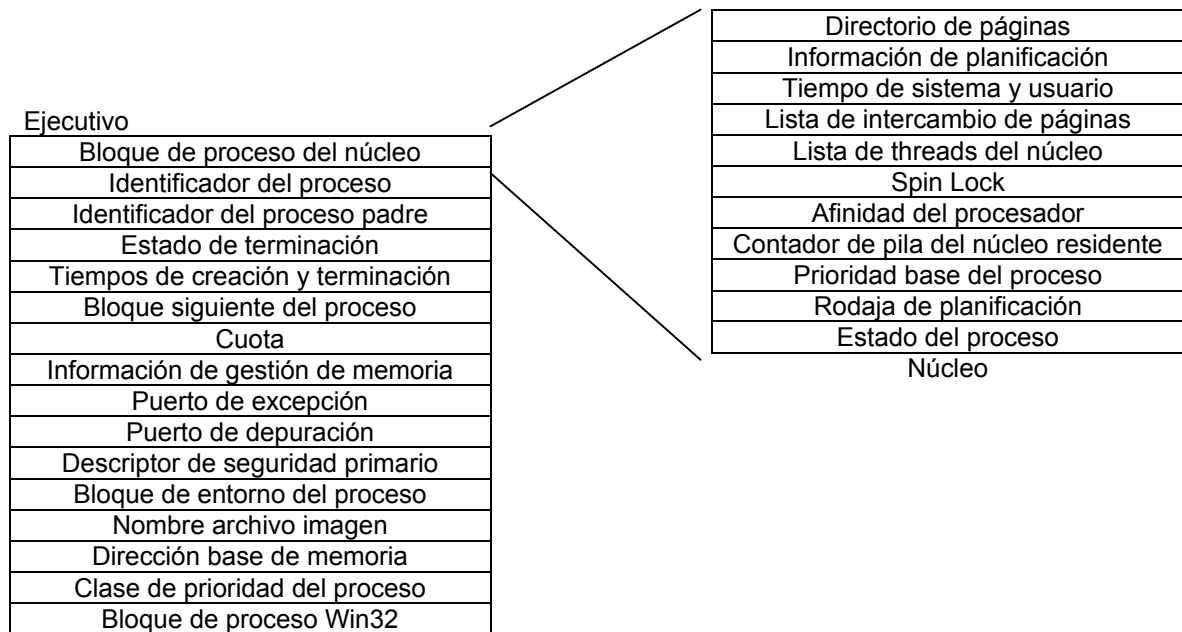 Ejecutivo
Bloque de proceso del núcleo
Identificador del proceso
Identificador del proceso padre
Estado de terminación
Tiempos de creación y terminación
Bloque siguiente del proceso
Cuota
Información de gestión de memoria
Puerto de excepción
Puerto de depuración
Descriptor de seguridad primario
Bloque de entorno del proceso
Nombre archivo imagen
Dirección base de memoria
Clase de prioridad del proceso
Bloque de proceso Win32
Directorio de páginas
Información de planificación
Tiempo de sistema y usuario
Lista de intercambio de páginas
Lista de threads del núcleo
Spin Lock
Afinidad del procesador
Contador de pila del núcleo residente
Prioridad base del proceso
Rodaja de planificación
Estado del proceso
Núcleo